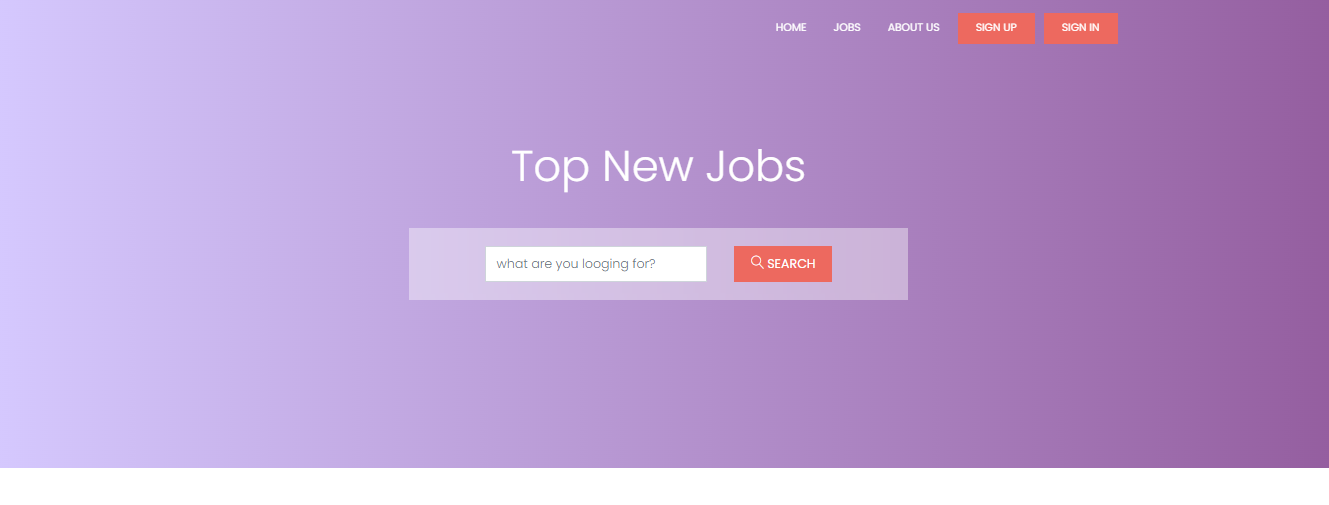 HOME JOBS ABOUT US SIGN UP SIGN IN
Top New Jobs
what are you looging for? SEARCH